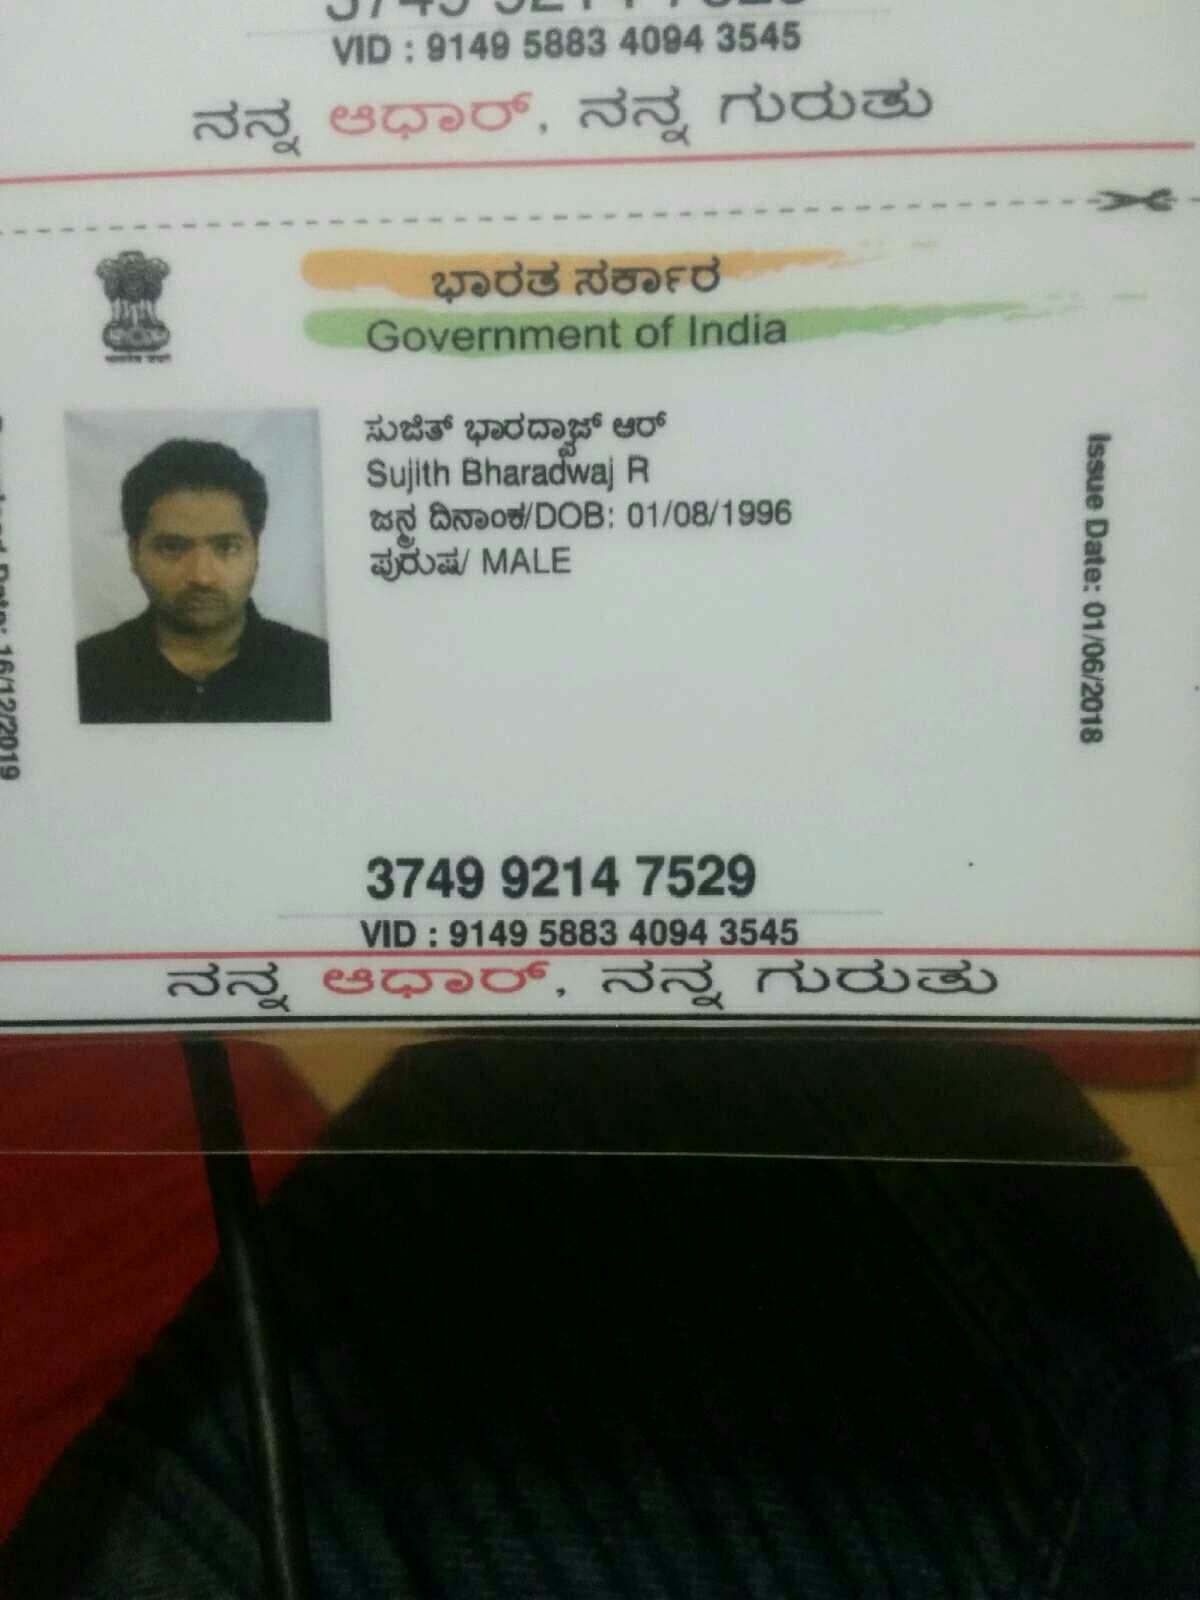 VID : 9149 5883 4094 3545
ನನ್ನ ಆಧಾರ್, ನನ್ನ ಗುರುತು
ಭಾರತ ಸರ್ಕಾರ
Government of India
ಸುಜಿತ್ ಭಾರದ್ವಾಜ್ ಆರ್
Sujith Bharadwaj R
ಜನ್ಮ ದಿನಾಂಕ/DOB: 01/08/1996
ಪುರುಷ/ MALE
Issue Date: 01/06/2018
Date: 16/12/2019
3749 9214 7529
VID : 9149 5883 4094 3545
ನನ್ನ ಆಧಾರ್, ನನ್ನ ಗುರುತು